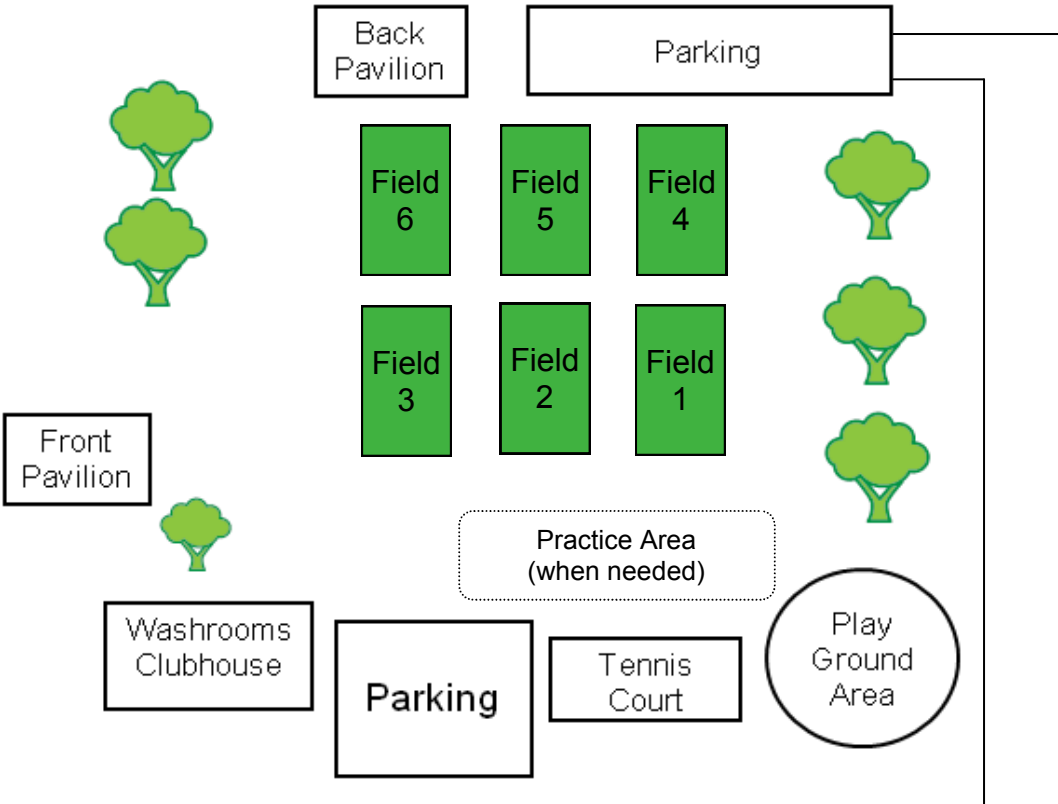 Back
Pavilion
Parking
Field
6
Field
5
Field
4
Field
3
Field
2
Field
1
Front
Pavilion
Practice Area
(when needed)
Washrooms
Clubhouse
Parking
Tennis
Court
Play
Ground
Area